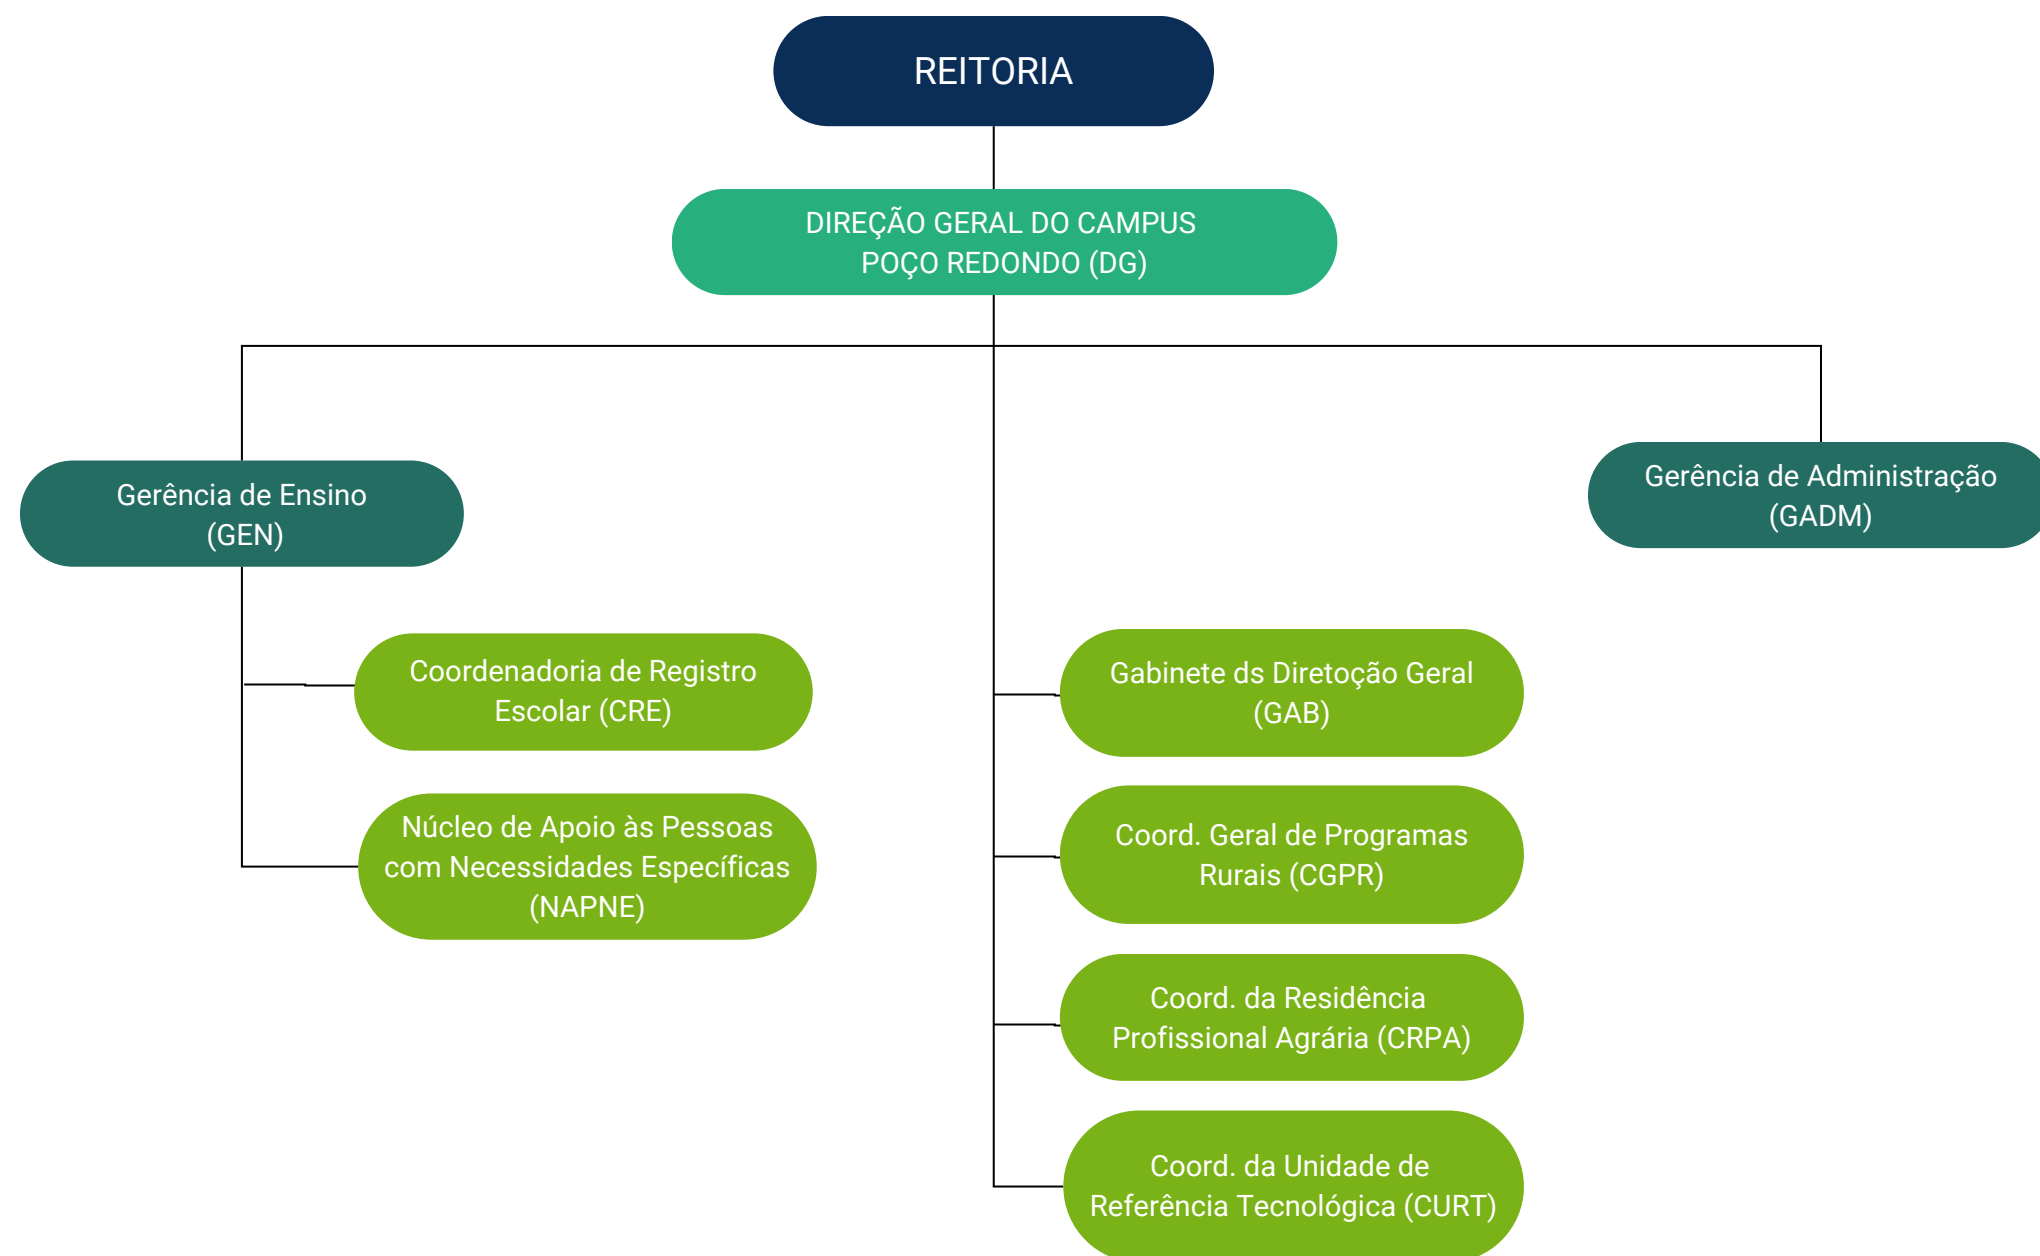 REITORIA
DIREÇÃO GERAL DO CAMPUS
POÇO REDONDO (DG)
Gerência de Ensino
(GEN)
Gerência de Administração
(GADM)
Coordenadoria de Registro
Escolar (CRE)
Núcleo de Apoio às Pessoas
com Necessidades Específicas
(NAPNE)
Gabinete ds Diretoção Geral
(GAB)
Coord. Geral de Programas
Rurais (CGPR)
Coord. da Residência
Profissional Agrária (CRPA)
Coord. da Unidade de
Referência Tecnológica (CURT)